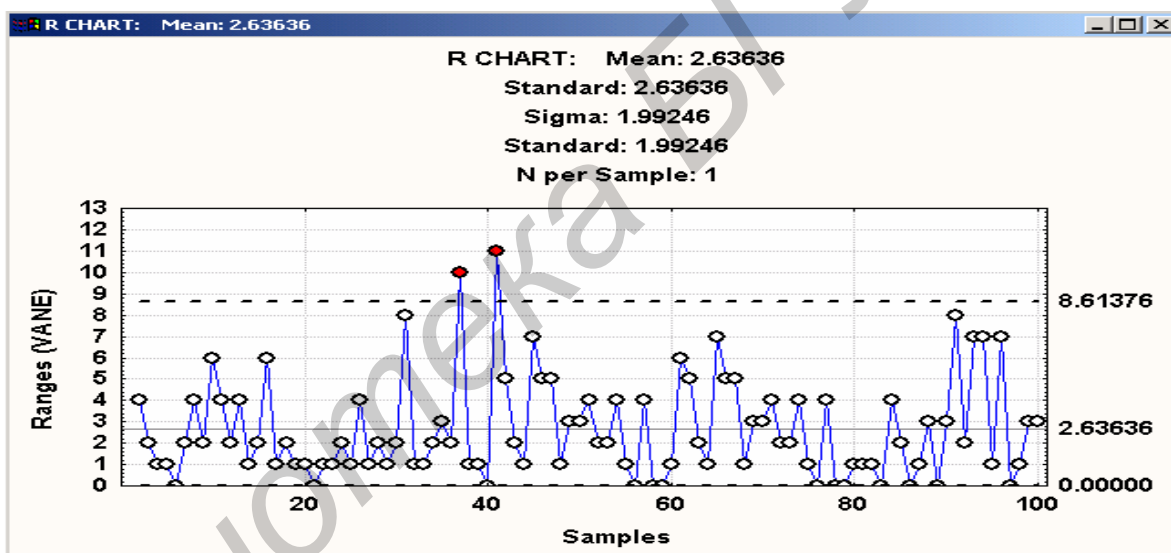 R CHART: Mean: 2.63636
R CHART: Mean: 2.63636
Standard: 2.63636
Sigma: 1.99246
Standard: 1.99246
N per Sample: 1
13
12
11
10
9
8
7
6
5
4
3
2
1
0
Ranges (VANE)
8.61376
2.63636
0.00000
20
40
60
80
100
Samples